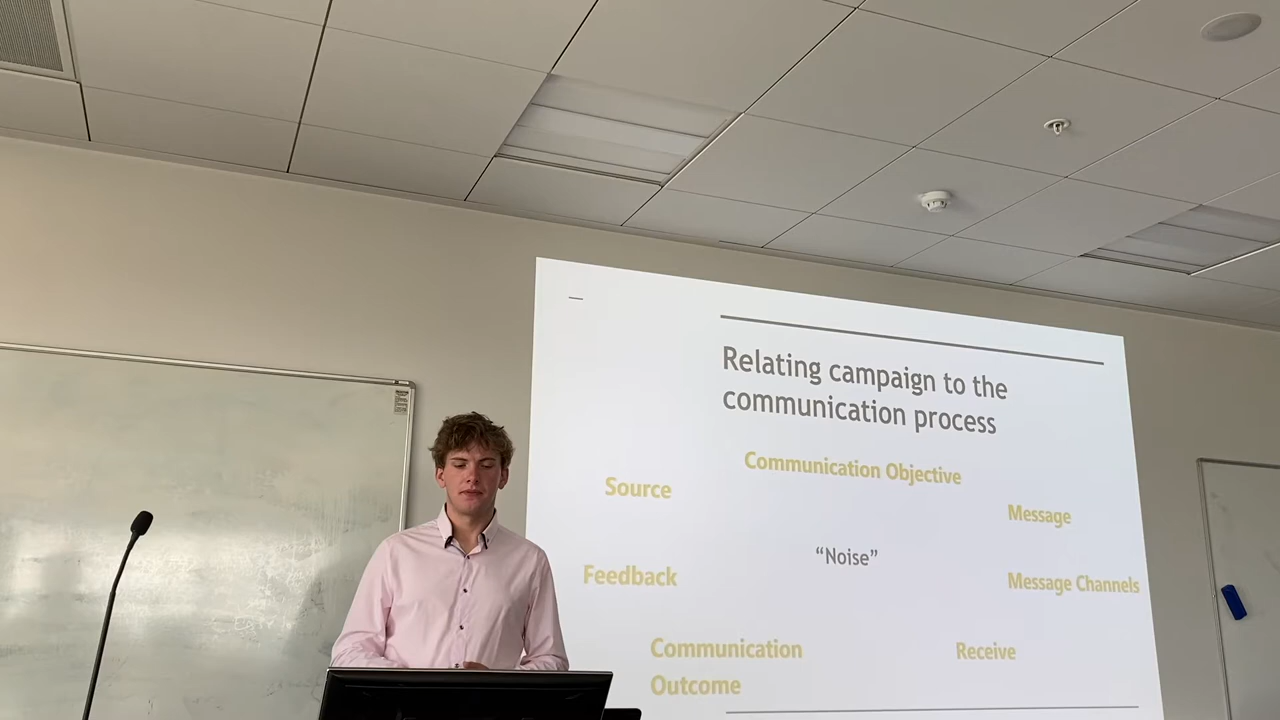 Relating campaign to the
communication process
Communication Objective
Source
Message
“Noise”
Feedback
Message Channels
Communication
Outcome
Receive